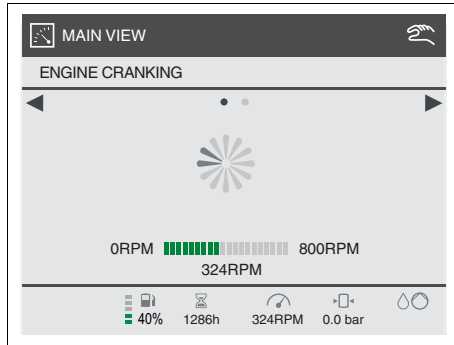 MAIN VIEW
ENGINE CRANKING
0RPM 800RPM
324RPM
40% 1286h 324RPM 0.0 bar